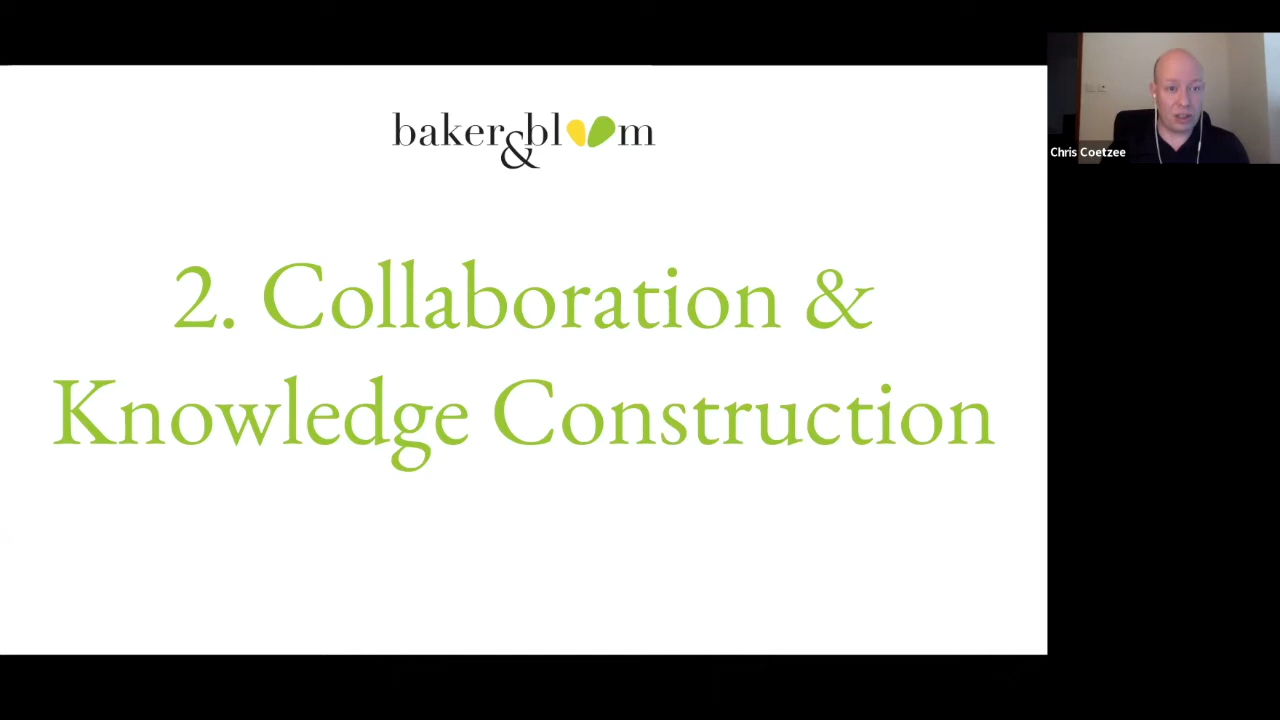 baker&bloom
2. Collaboration &
Knowledge Construction
Chris Coetzee